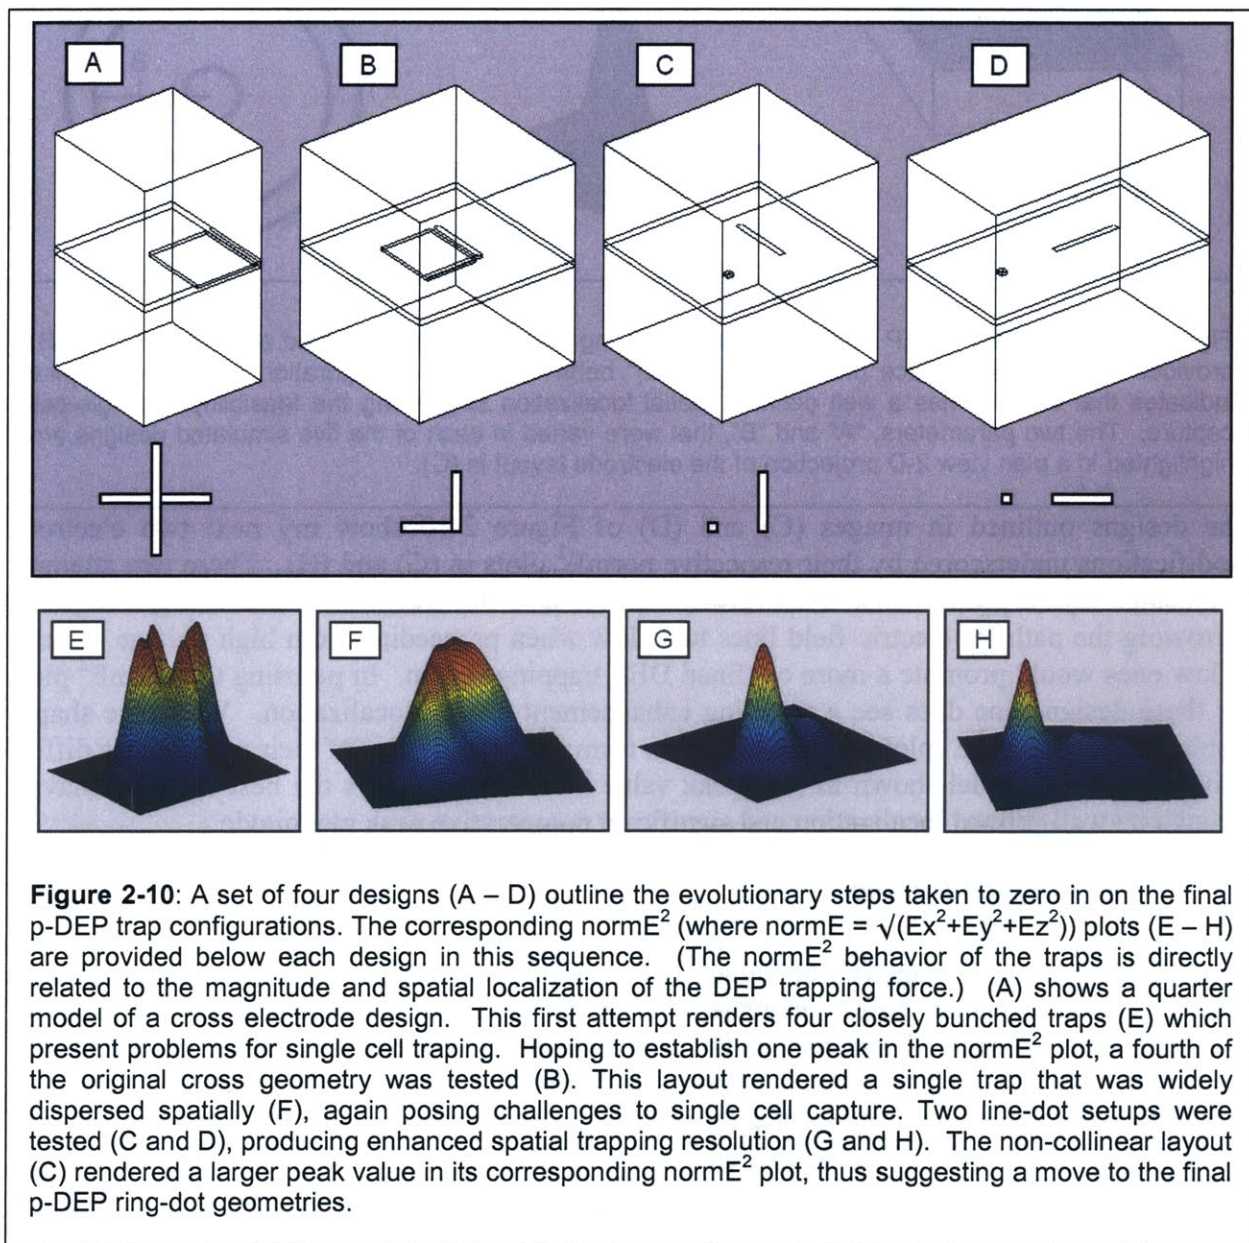 A
B
C
D
E
F
G
H
Figure 2-10: A set of four designs (A – D) outline the evolutionary steps taken to zero in on the final
p-DEP trap configurations. The corresponding normE² (where normE = √(Ex²+Ey²+Ez²)) plots (E – H)
are provided below each design in this sequence. (The normE² behavior of the traps is directly
related to the magnitude and spatial localization of the DEP trapping force.) (A) shows a quarter
model of a cross electrode design. This first attempt renders four closely bunched traps (E) which
present problems for single cell traping. Hoping to establish one peak in the normE² plot, a fourth of
the original cross geometry was tested (B). This layout rendered a single trap that was widely
dispersed spatially (F), again posing challenges to single cell capture. Two line-dot setups were
tested (C and D), producing enhanced spatial trapping resolution (G and H). The non-collinear layout
(C) rendered a larger peak value in its corresponding normE² plot, thus suggesting a move to the final
p-DEP ring-dot geometries.